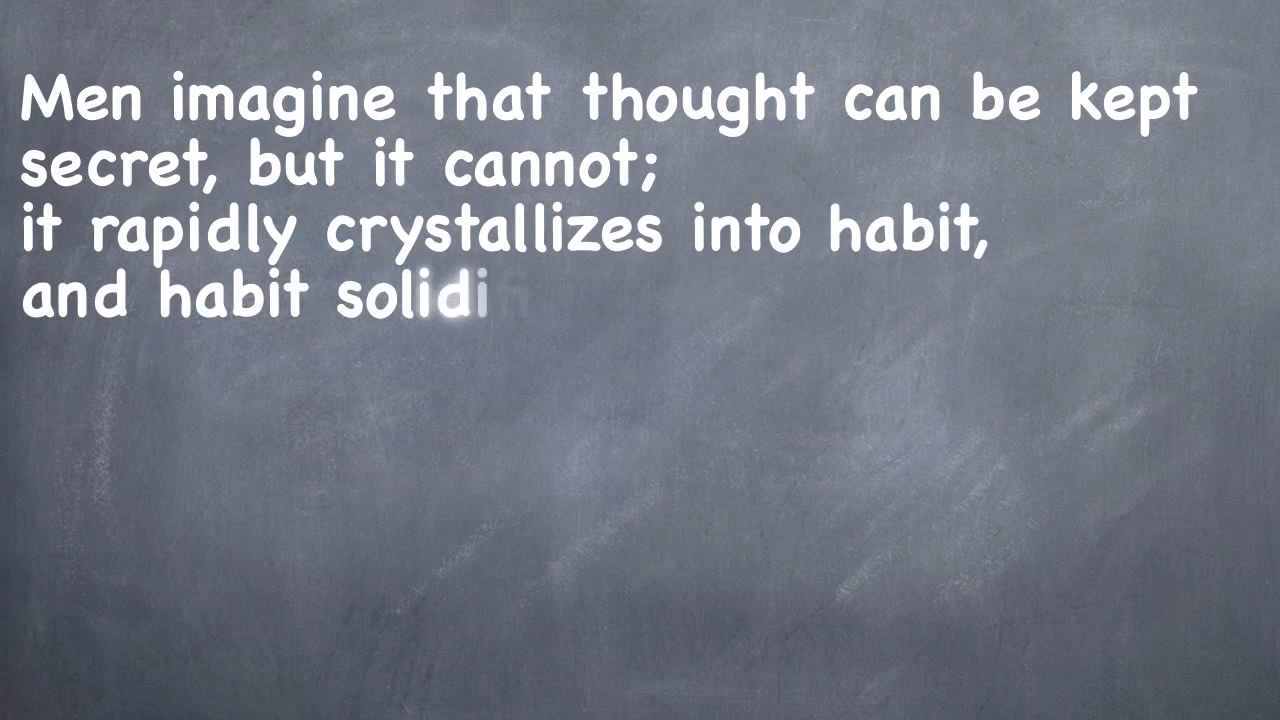 Men imagine that thought can be kept
secret, but it cannot;
it rapidly crystallizes into habit,
and habit solidi